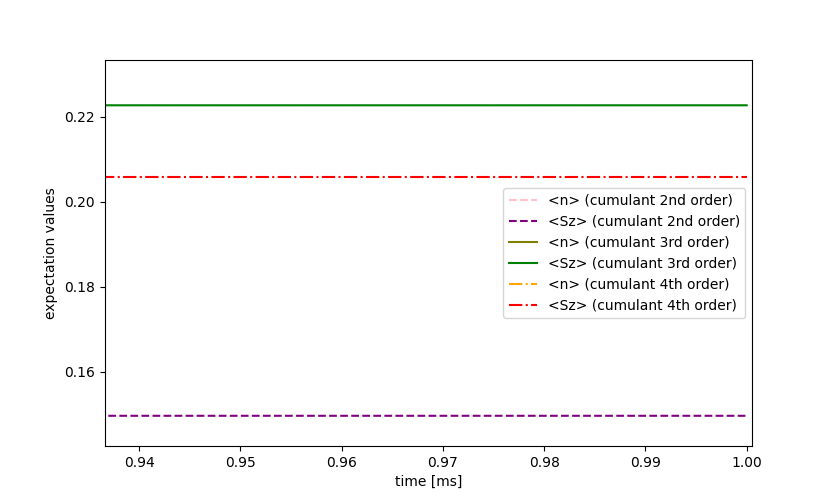 0.22
0.20
0.18
0.16
expectation values
<n> (cumulant 2nd order)
<Sz> (cumulant 2nd order)
<n> (cumulant 3rd order)
<Sz> (cumulant 3rd order)
<n> (cumulant 4th order)
<Sz> (cumulant 4th order)
0.94 0.95 0.96 0.97 0.98 0.99 1.00
time [ms]